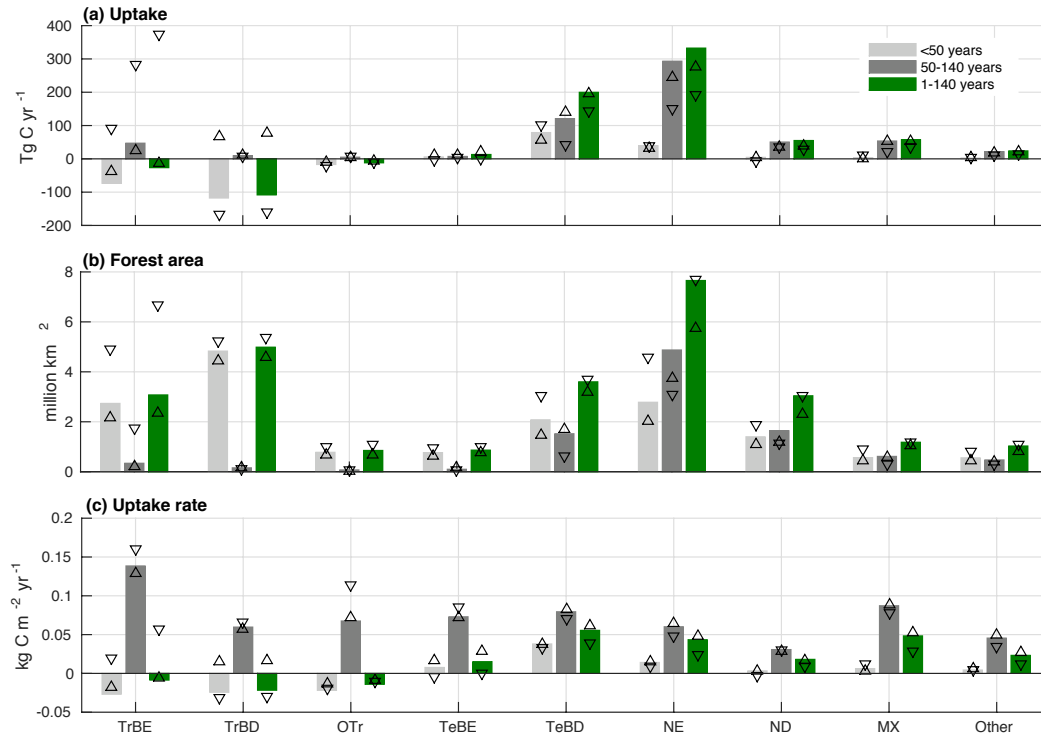 (a) Uptake
400
300
200
100
0
-100
-200
Tg C yr -1
<50 years
50-140 years
1-140 years
(b) Forest area
8
6
4
2
0
million km 2
(c) Uptake rate
0.2
0.15
0.1
0.05
0
-0.05
kg C m -2 yr-1
TrBE TrBD OTr TeBE TeBD NE ND MX Other